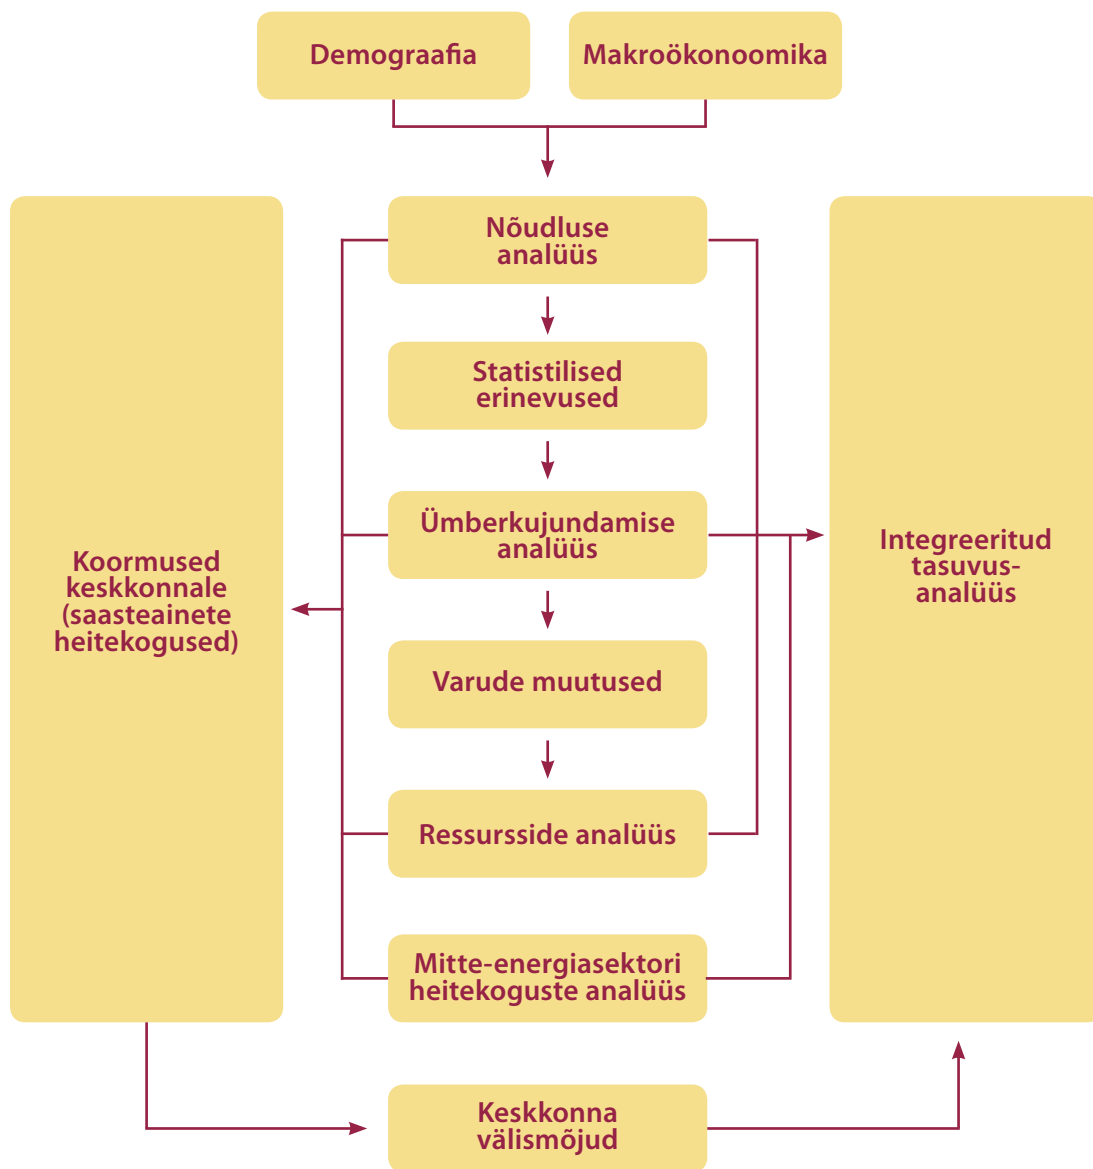 Demograafia
Makroökonoomika
Nõudluse
analüüs
Statistilised
erinevused
Ümberkujundamise
analüüs
Koormused
keskkonnale
(saasteainete
heitekogused)
Integreeritud
tasuvus-
analüüs
Varude muutused
Ressursside analüüs
Mitte-energiasektori
heitekoguste analüüs
Keskkonna
välismõjud